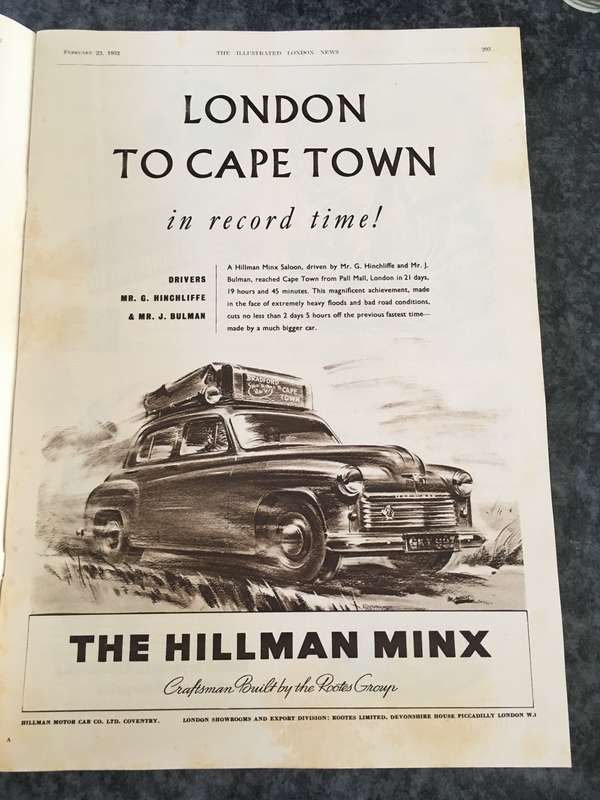 February 23, 1952
THE ILLUSTRATED LONDON NEWS
293
LONDON
TO CAPE TOWN
in record time!
DRIVERS
MR. G. HINCHLIFFE
& MR. J. BULMAN
A Hillman Minx Saloon, driven by Mr. G. Hinchliffe and Mr. J.
Bulman, reached Cape Town from Pall Mall, London in 21 days,
19 hours and 45 minutes. This magnificent achievement, made
in the face of extremely heavy floods and bad road conditions,
cuts no less than 2 days 5 hours off the previous fastest time—
made by a much bigger car.
BRADFORD
CAPE
TOWN
HILLMAN
THE HILLMAN MINX
Craftsman Built by the Rootes Group
HILLMAN MOTOR CAR CO. LTD. COVENTRY.
LONDON SHOWROOMS AND EXPORT DIVISION: ROOTES LIMITED, DEVONSHIRE HOUSE PICCADILLY LONDON W.1
A